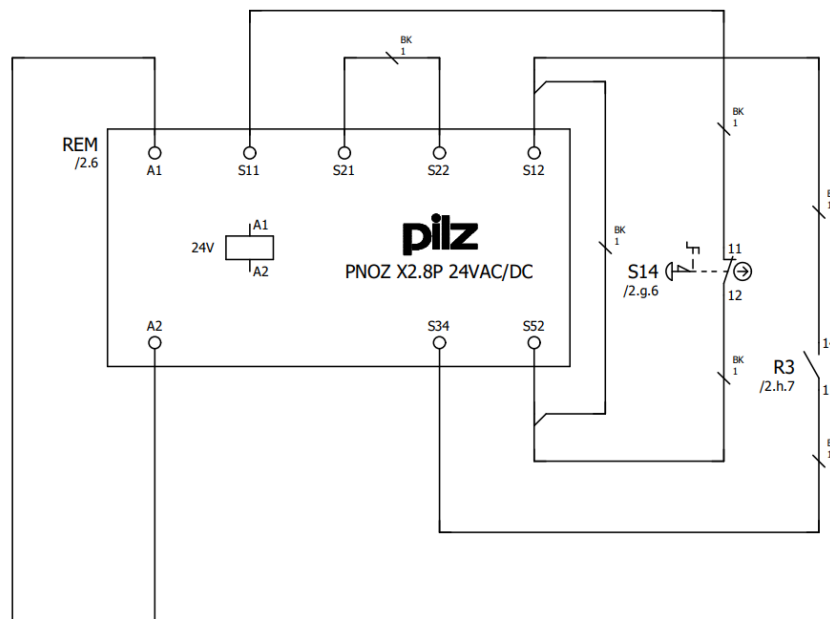 BK
1
BK
1
REM
/2.6
A1
S11
S21
S22
S12
A1
24V
A2
pilz
PNOZ X2.8P 24VAC/DC
BK
1
S14
/2.g.6
11
12
A2
S34
S52
BK
1
R3
/2.h.7